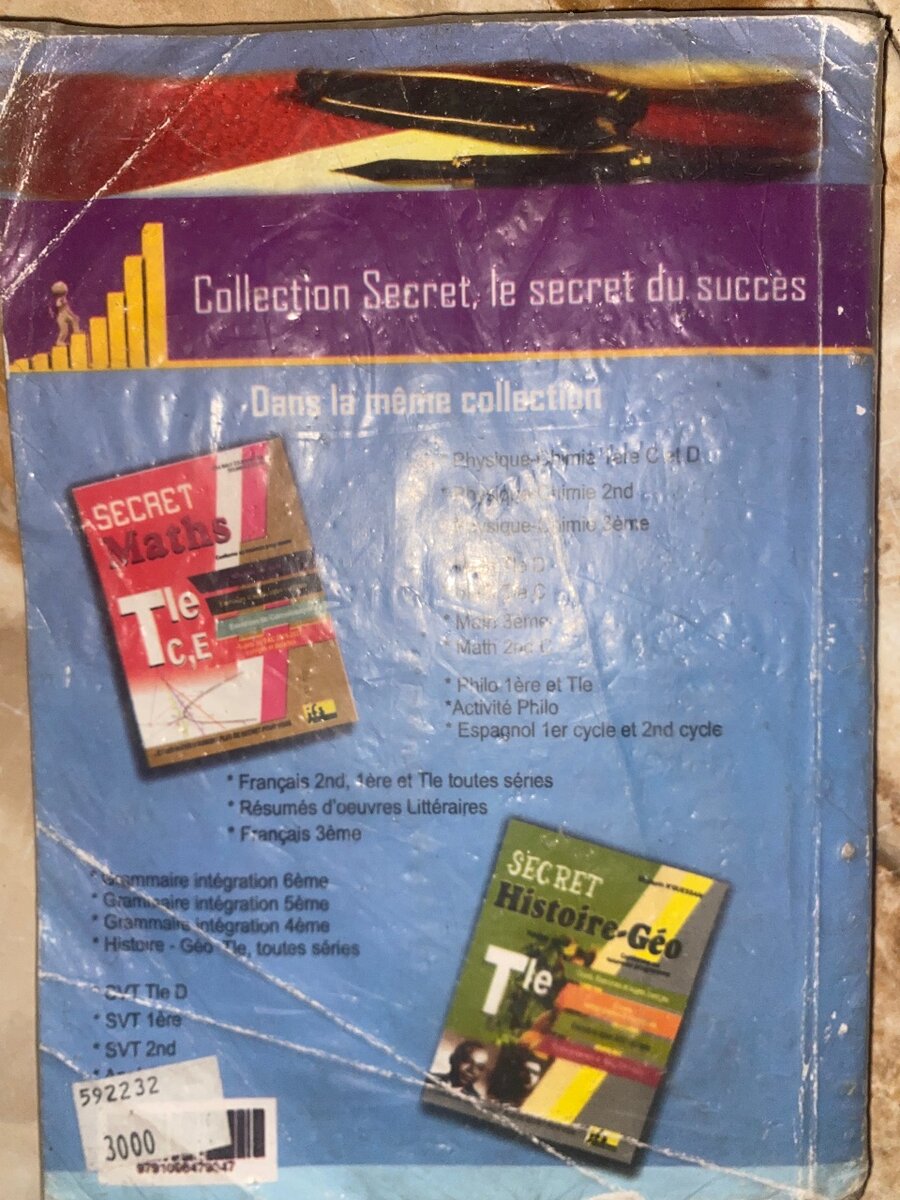 Collection Secret, le secret du succès
Dans la même collection
SECRET
Maths
Tle
C,E
* Physique-Chimie 1ère C et D
* Physique-Chimie 2nd
* Physique-Chimie 3ème
Tle D
Tle C
* Math 3ème
* Math 2nd C
* Philo 1ère et Tle
*Activité Philo
* Espagnol 1er cycle et 2nd cycle
* Français 2nd, 1ère et Tle toutes séries
* Résumés d'oeuvres Littéraires
* Français 3ème
* Grammaire intégration 6ème
* Grammaire intégration 5ème
* Grammaire intégration 4ème
* Histoire - Géo Tle, toutes séries
* SVT Tle D
* SVT 1ère
* SVT 2nd
SECRET
Histoire-Géo
Tle
592232
3000